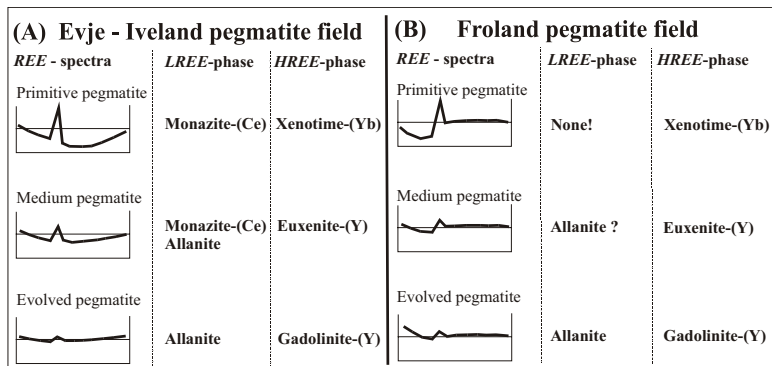 (A) Evje - Iveland pegmatite field
REE - spectra LREE-phase HREE-phase
Primitive pegmatite
Monazite-(Ce) Xenotime-(Yb)
Medium pegmatite
Monazite-(Ce) Euxenite-(Y)
Allanite
Evolved pegmatite
Allanite Gadolinite-(Y)
(B) Froland pegmatite field
REE - spectra LREE-phase HREE-phase
Primitive pegmatite
None! Xenotime-(Yb)
Medium pegmatite
Allanite ? Euxenite-(Y)
Evolved pegmatite
Allanite Gadolinite-(Y)